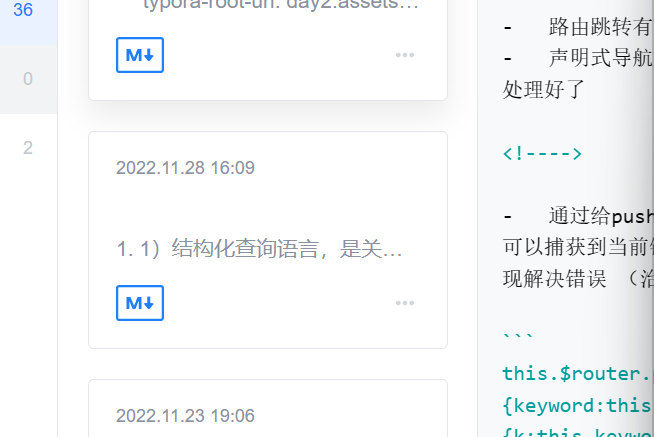 36
0
2
typora-root-url: day2.assets…
M↓
•••
2022.11.28 16:09
1. 1）结构化查询语言，是关…
M↓
•••
2022.11.23 19:06
- 路由跳转有
- 声明式导航
处理好了
<!---->
- 通过给push
可以捕获到当前
现解决错误 （治
```
this.$router.
{keyword:this
{k:this.keywo